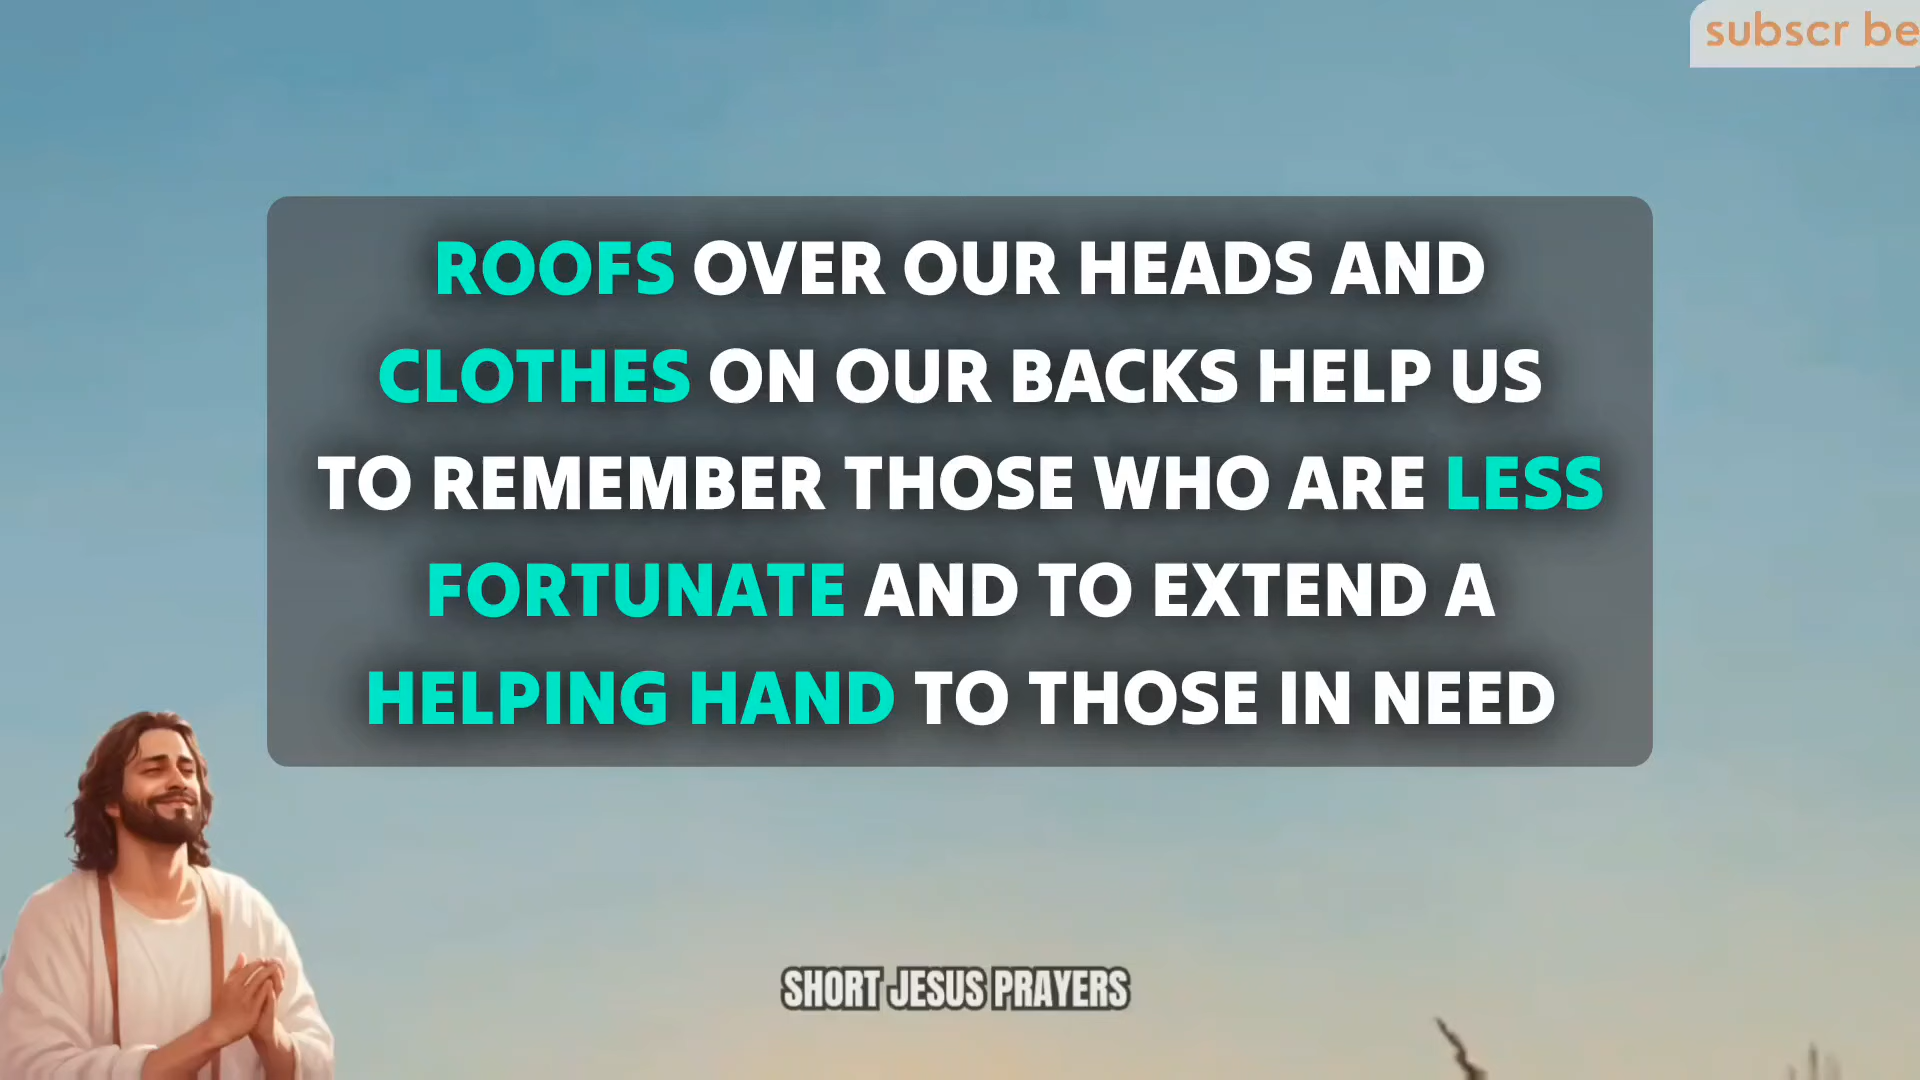 subscr be
ROOFS OVER OUR HEADS AND
CLOTHES ON OUR BACKS HELP US
TO REMEMBER THOSE WHO ARE LESS
FORTUNATE AND TO EXTEND A
HELPING HAND TO THOSE IN NEED
SHORT JESUS PRAYERS